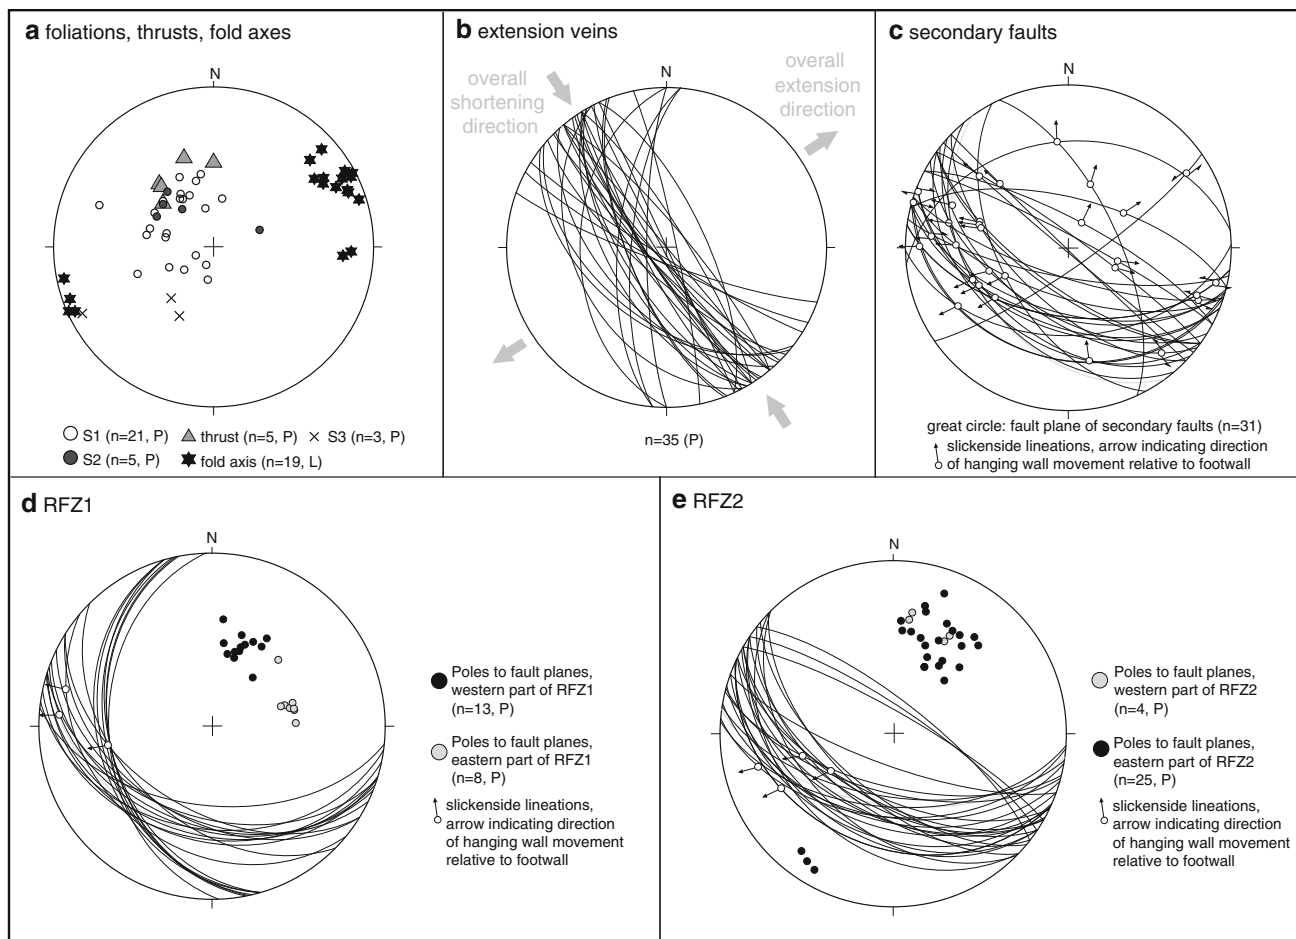 a foliations, thrusts, fold axes
N
S1 (n=21, P)
thrust (n=5, P)
S3 (n=3, P)
S2 (n=5, P)
fold axis (n=19, L)
b extension veins
overall
shortening
direction
N
overall
extension
direction
n=35 (P)
c secondary faults
N
great circle: fault plane of secondary faults (n=31)
slickenside lineations, arrow indicating direction
of hanging wall movement relative to footwall
d RFZ1
N
Poles to fault planes,
western part of RFZ1
(n=13, P)
Poles to fault planes,
eastern part of RFZ1
(n=8, P)
slickenside lineations,
arrow indicating direction
of hanging wall movement
relative to footwall
e RFZ2
N
Poles to fault planes,
western part of RFZ2
(n=4, P)
Poles to fault planes,
eastern part of RFZ2
(n=25, P)
slickenside lineations,
arrow indicating direction
of hanging wall movement
relative to footwall